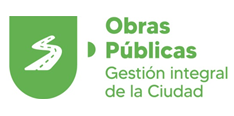 Obras
Públicas
Gestión integral
de la Ciudad